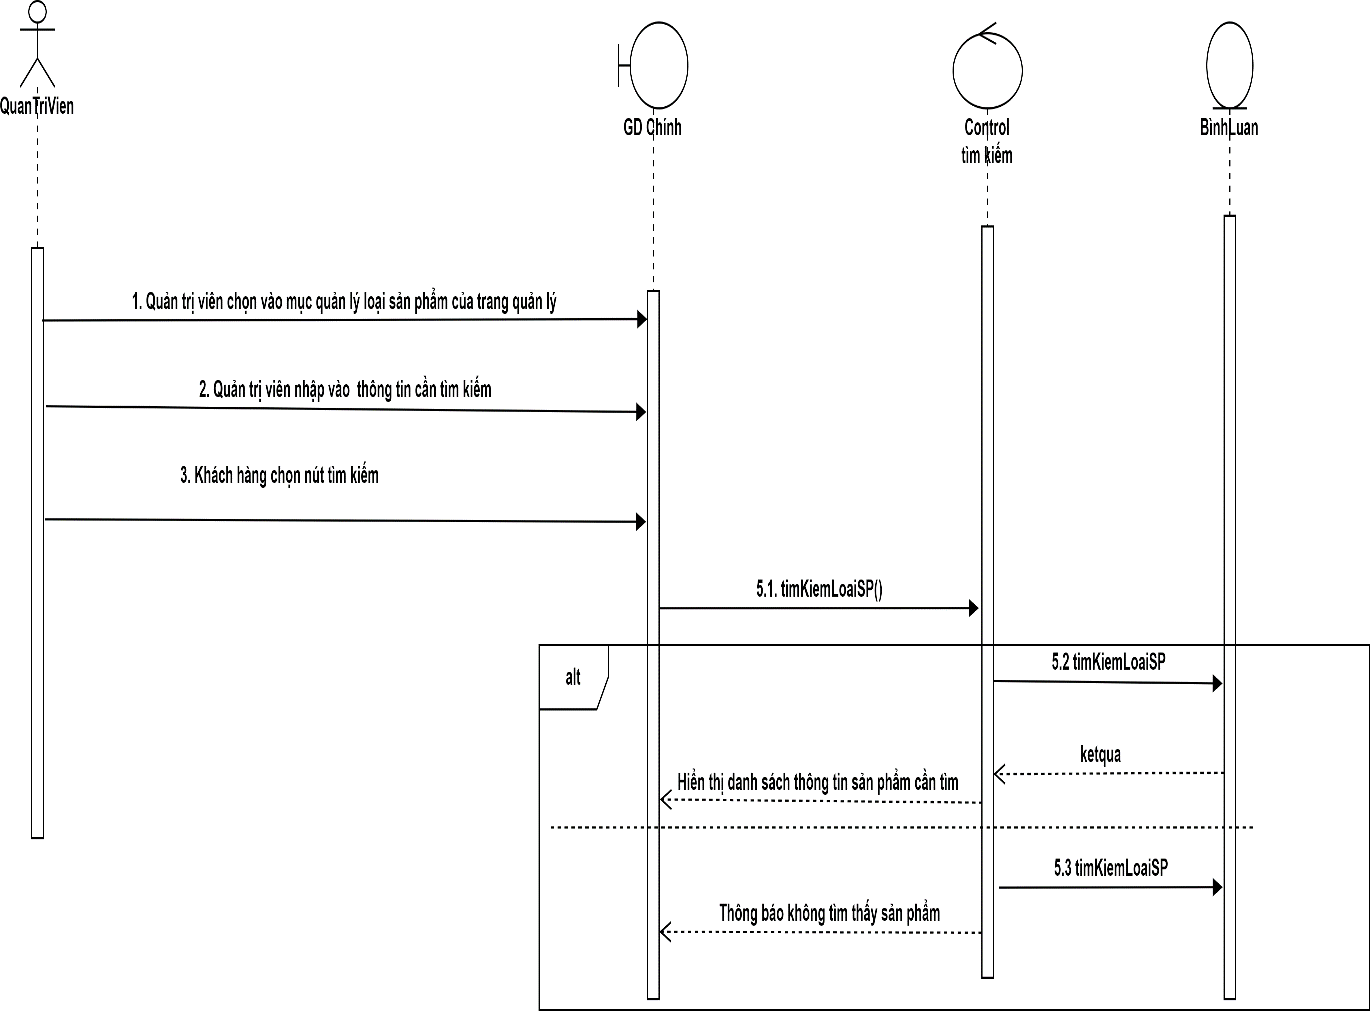 QuanTriVien
GD Chính
Control
tìm kiếm
BìnhLuan
1. Quản trị viên chọn vào mục quản lý loại sản phẩm của trang quản lý
2. Quản trị viên nhập vào  thông tin cần tìm kiếm
3. Khách hàng chọn nút tìm kiếm
5.1. timKiemLoaiSP()
alt
5.2 timKiemLoaiSP
ketqua
Hiển thị danh sách thông tin sản phẩm cần tìm
5.3 timKiemLoaiSP
Thông báo không tìm thấy sản phẩm